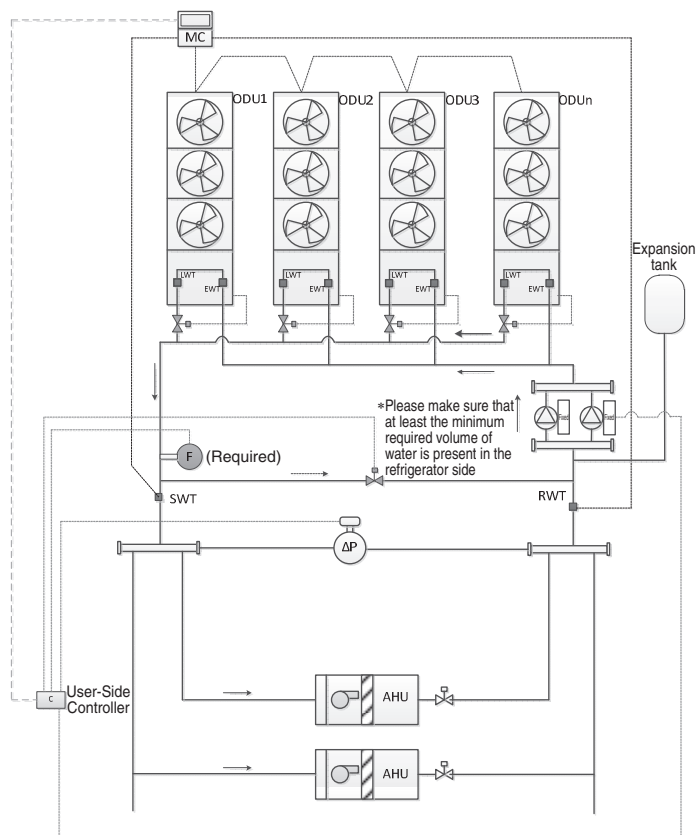 MC
ODU1
ODU2
ODU3
ODUn
LWT
EWT
LWT
EWT
LWT
EWT
LWT
EWT
Expansion
tank
Fixed
Fixed
*Please make sure that
at least the minimum
required volume of
water is present in the
refrigerator side
F
(Required)
SWT
RWT
ΔP
C
User-Side
Controller
AHU
AHU